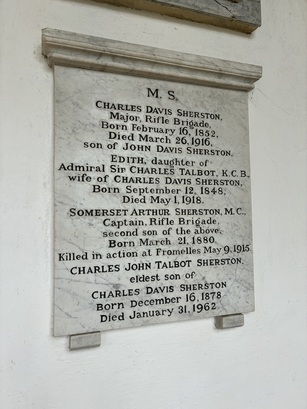 M. S.
CHARLES DAVIS SHERSTON,
Major, Rifle Brigade,
Born February 16, 1852,
Died March 26, 1916,
son of JOHN DAVIS SHERSTON.
EDITH, daughter of
Admiral Sir CHARLES TALBOT, K.C.B.,
wife of CHARLES DAVIS SHERSTON,
Born September 12, 1848,
Died May 1, 1918.
SOMERSET ARTHUR SHERSTON, M.C.,
Captain, Rifle Brigade,
second son of the above,
Born March 21, 1880.
Killed in action at Fromelles May 9, 1915.
CHARLES JOHN TALBOT SHERSTON,
eldest son of
CHARLES DAVIS SHERSTON
Born December 16, 1878
Died January 31, 1962